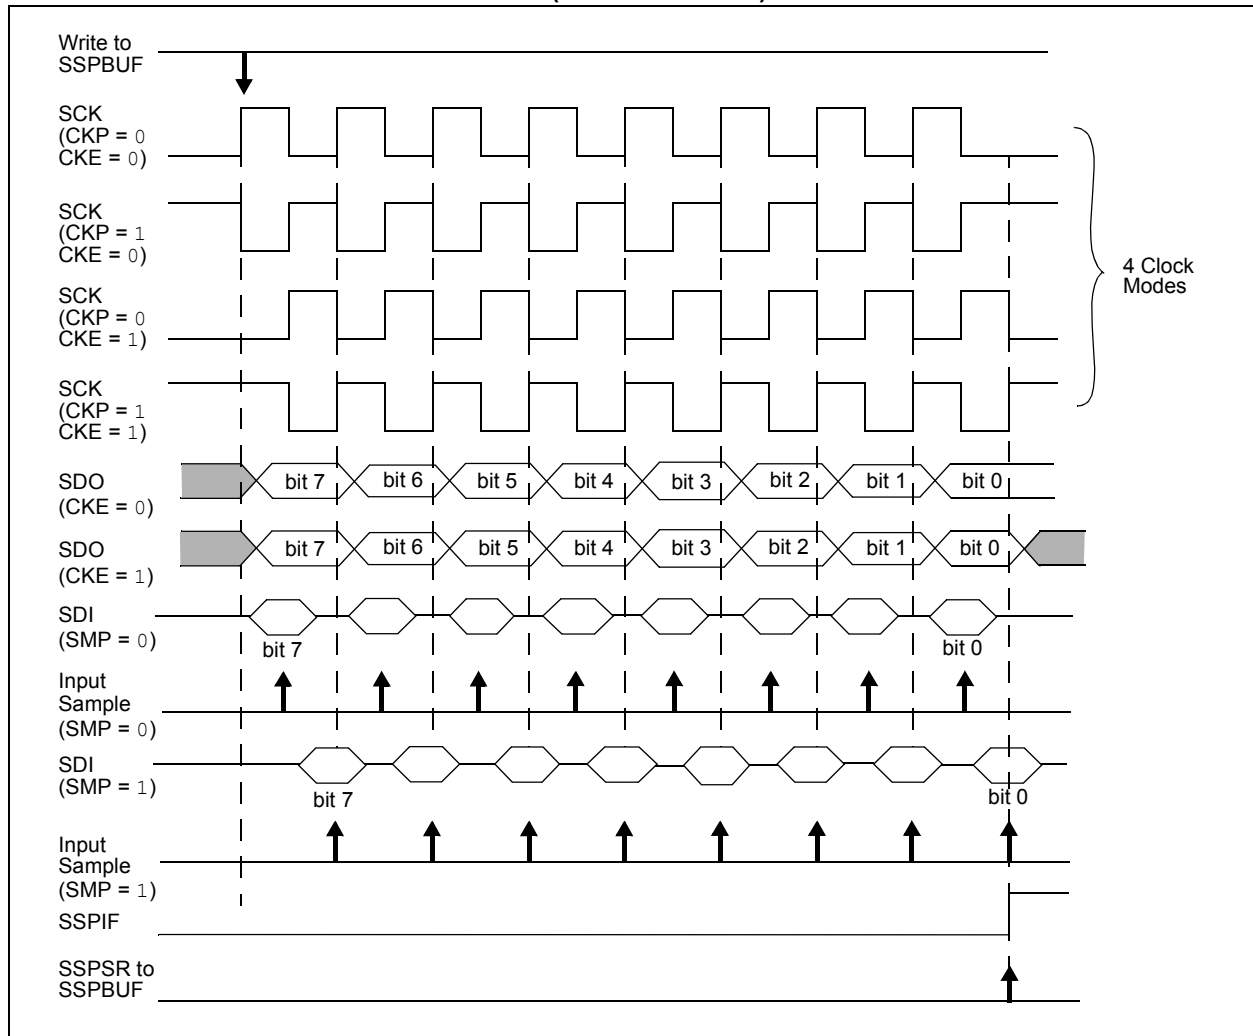 Write to
SSPBUF
SCK
(CKP = 0
CKE = 0)
SCK
(CKP = 1
CKE = 0)
SCK
(CKP = 0
CKE = 1)
4 Clock
Modes
SCK
(CKP = 1
CKE = 1)
SDO
(CKE = 0)
bit 7 bit 6 bit 5 bit 4 bit 3 bit 2 bit 1 bit 0
SDO
(CKE = 1)
bit 7 bit 6 bit 5 bit 4 bit 3 bit 2 bit 1 bit 0
SDI
(SMP = 0)
bit 7 bit 0
Input
Sample
(SMP = 0)
SDI
(SMP = 1)
bit 7 bit 0
Input
Sample
(SMP = 1)
SSPIF
SSPSR to
SSPBUF